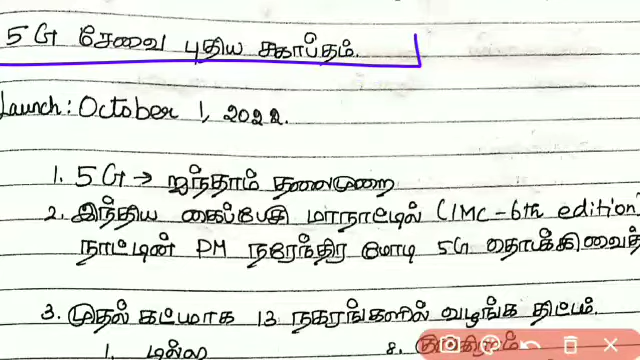 5G சேவை புதிய சகாப்தம்.
Launch: October 1, 2022.
1. 5G → ஐந்தாம் தலைமுறை
2. இந்திய கைப்பேசி மாநாட்டில் (IMC-6th edition)
நாட்டின் PM நரேந்திர மோடி 5G தொடக்கிவைத்
3. முதல் கட்டமாக 13 நகரங்களில் வழங்க திட்டம்.
1. டில்லி 8.